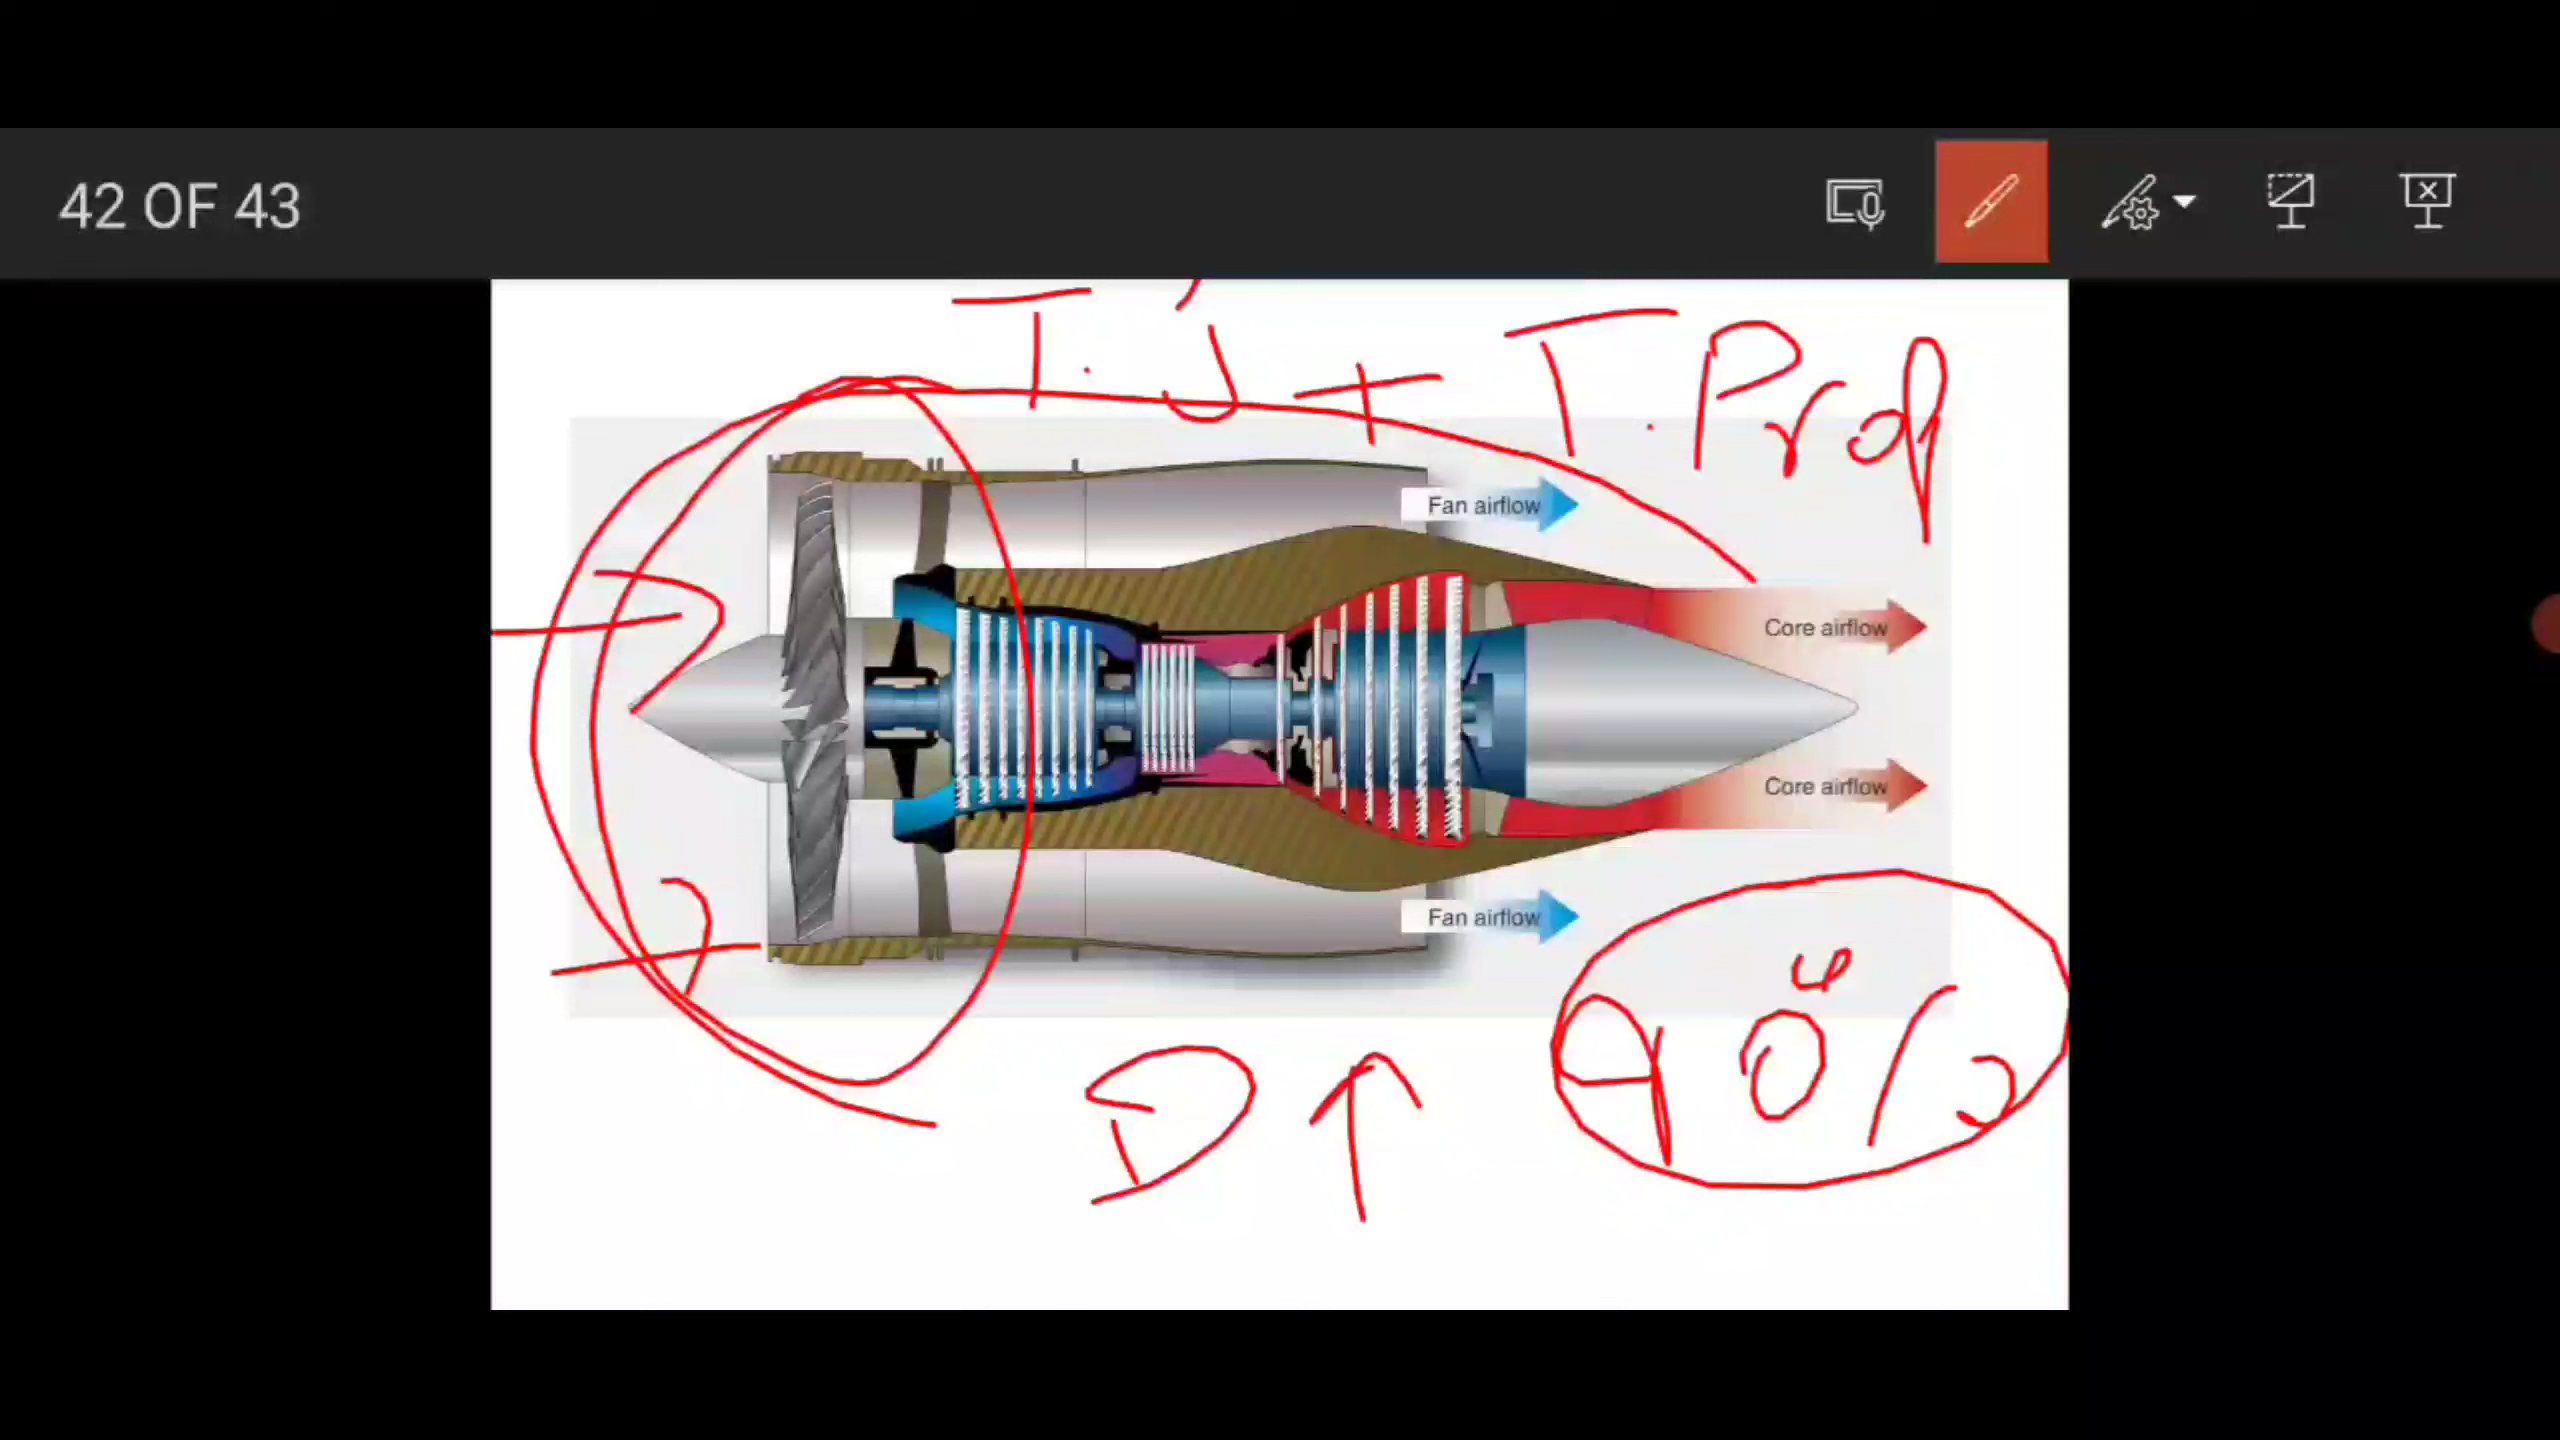 42 OF 43
T.J + T.Prop
Fan airflow
Core airflow
Core airflow
Fan airflow
90%
D↑